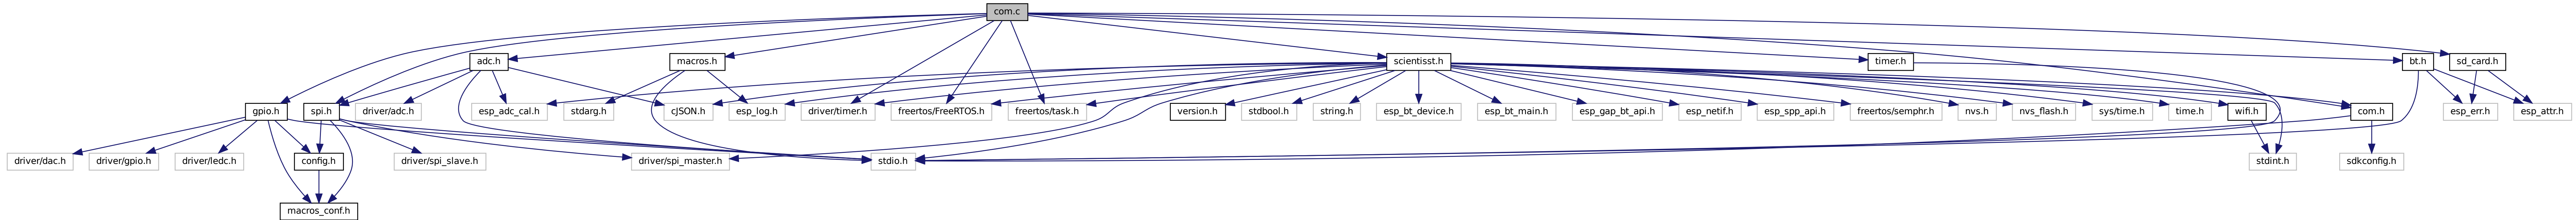 com.c
adc.h
macros.h
scientisst.h
timer.h
bt.h
sd_card.h
gpio.h
spi.h
driver/adc.h
esp_adc_cal.h
stdarg.h
cJSON.h
esp_log.h
driver/timer.h
freertos/FreeRTOS.h
freertos/task.h
version.h
stdbool.h
string.h
esp_bt_device.h
esp_bt_main.h
esp_gap_bt_api.h
esp_netif.h
esp_spp_api.h
freertos/semphr.h
nvs.h
nvs_flash.h
sys/time.h
time.h
wifi.h
com.h
esp_err.h
esp_attr.h
driver/dac.h
driver/gpio.h
driver/ledc.h
config.h
driver/spi_slave.h
driver/spi_master.h
stdio.h
stdint.h
sdkconfig.h
macros_conf.h